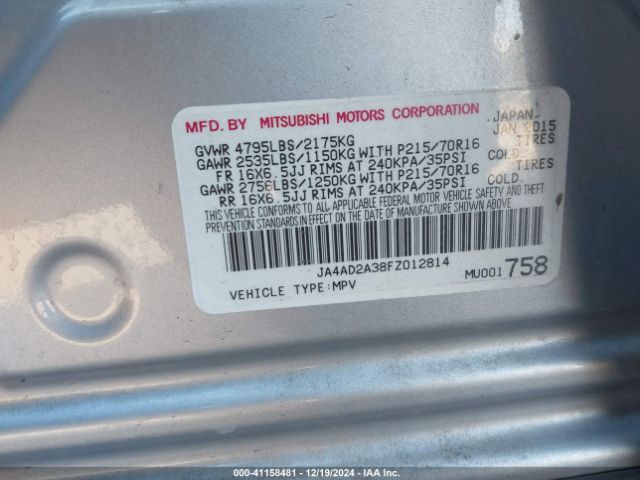 MFD. BY MITSUBISHI MOTORS CORPORATION JAPAN
GVWR 4795LBS/2175KG JAN 2015
GAWR 2535LBS/1150KG WITH P215/70R16 TIRES
FR 16X6.5JJ RIMS AT 240KPA/35PSI COLD.
GAWR 2756LBS/1250KG WITH P215/70R16 TIRES
RR 16X6.5JJ RIMS AT 240KPA/35PSI COLD.
THIS VEHICLE CONFORMS TO ALL APPLICABLE FEDERAL MOTOR VEHICLE SAFETY AND THEFT
PREVENTION STANDARDS IN EFFECT ON THE DATE OF MANUFACTURE SHOWN ABOVE.
JA4AD2A38FZ012814
VEHICLE TYPE:MPV MU001758
000-41158481 - 12/19/2024 - IAA Inc.